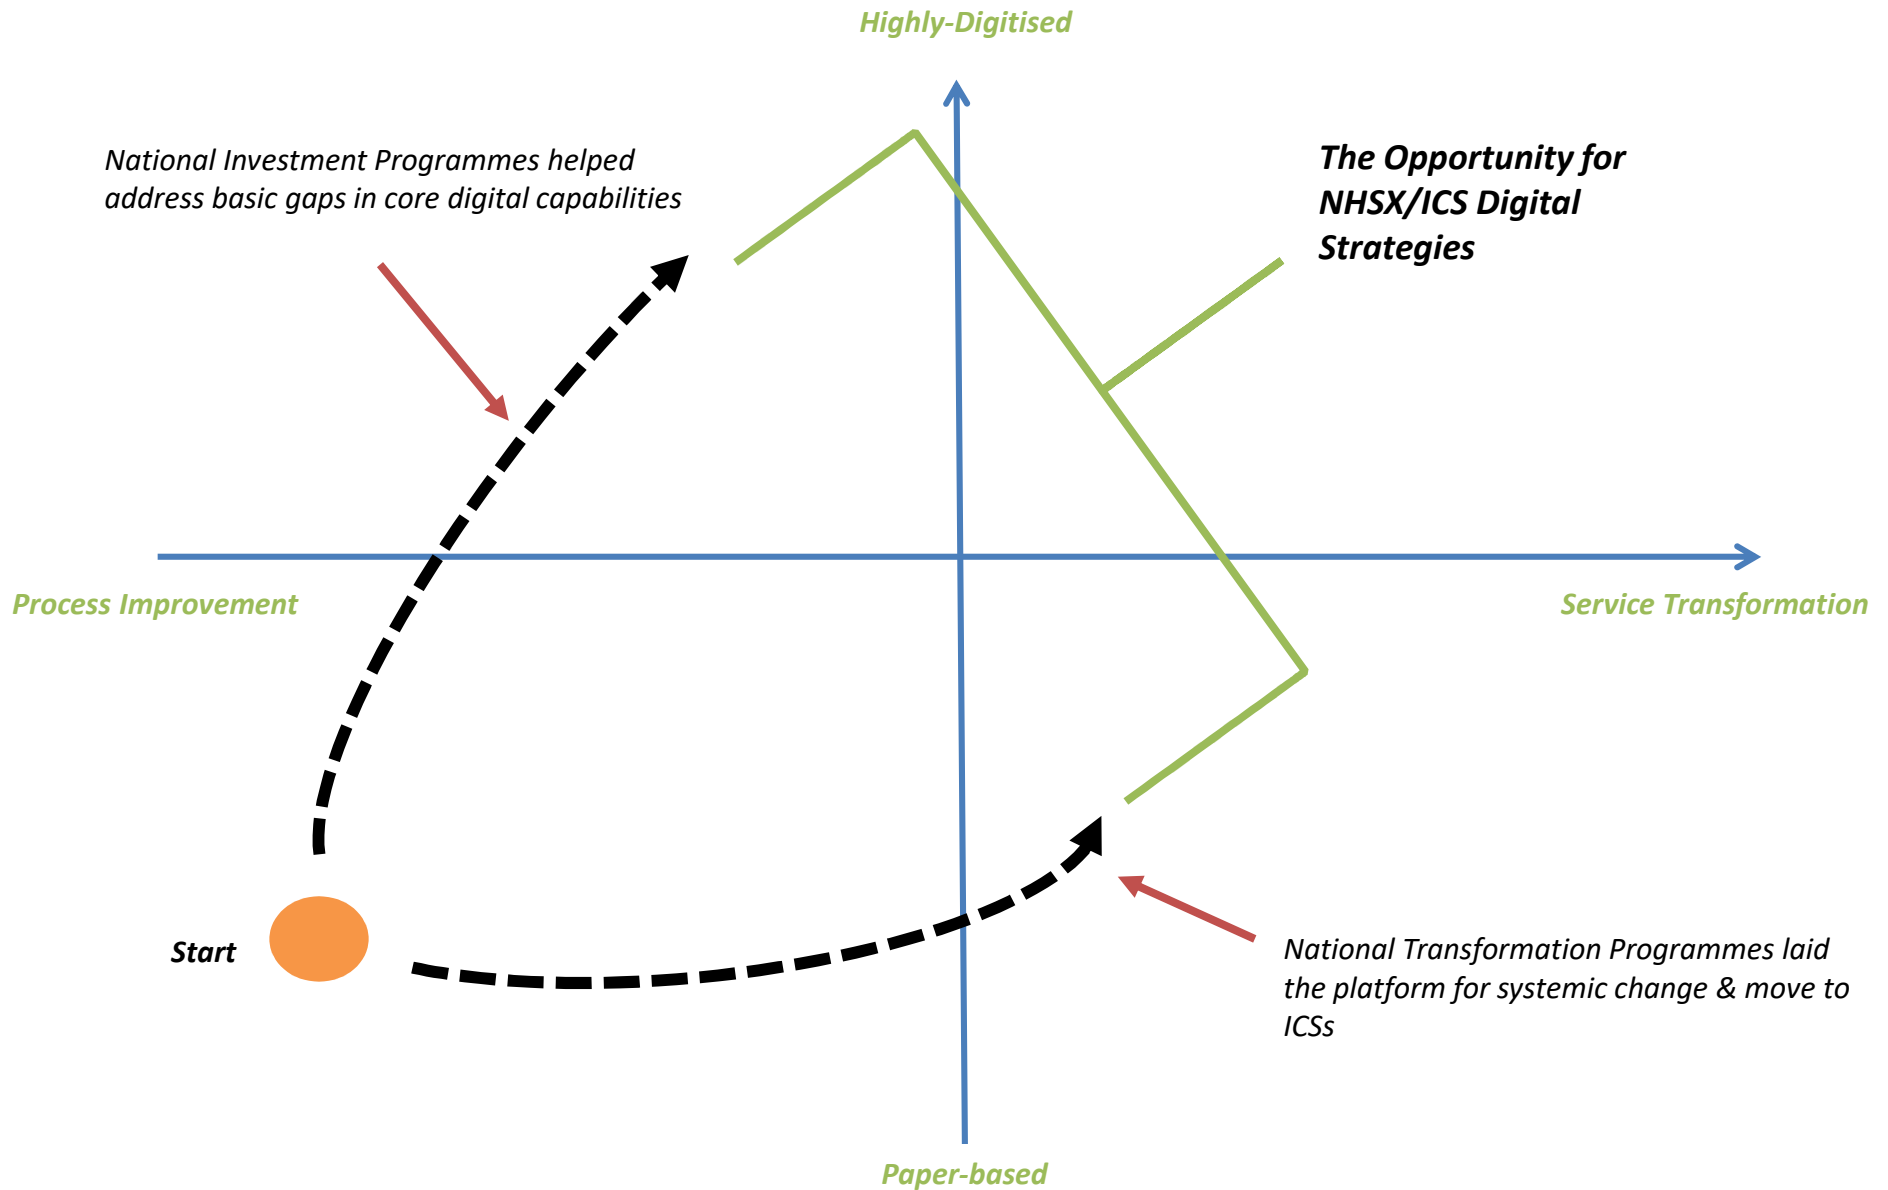 Highly-Digitised
National Investment Programmes helped
address basic gaps in core digital capabilities
The Opportunity for
NHSX/ICS Digital
Strategies
Process Improvement
Service Transformation
Start
National Transformation Programmes laid
the platform for systemic change & move to
ICSs
Paper-based